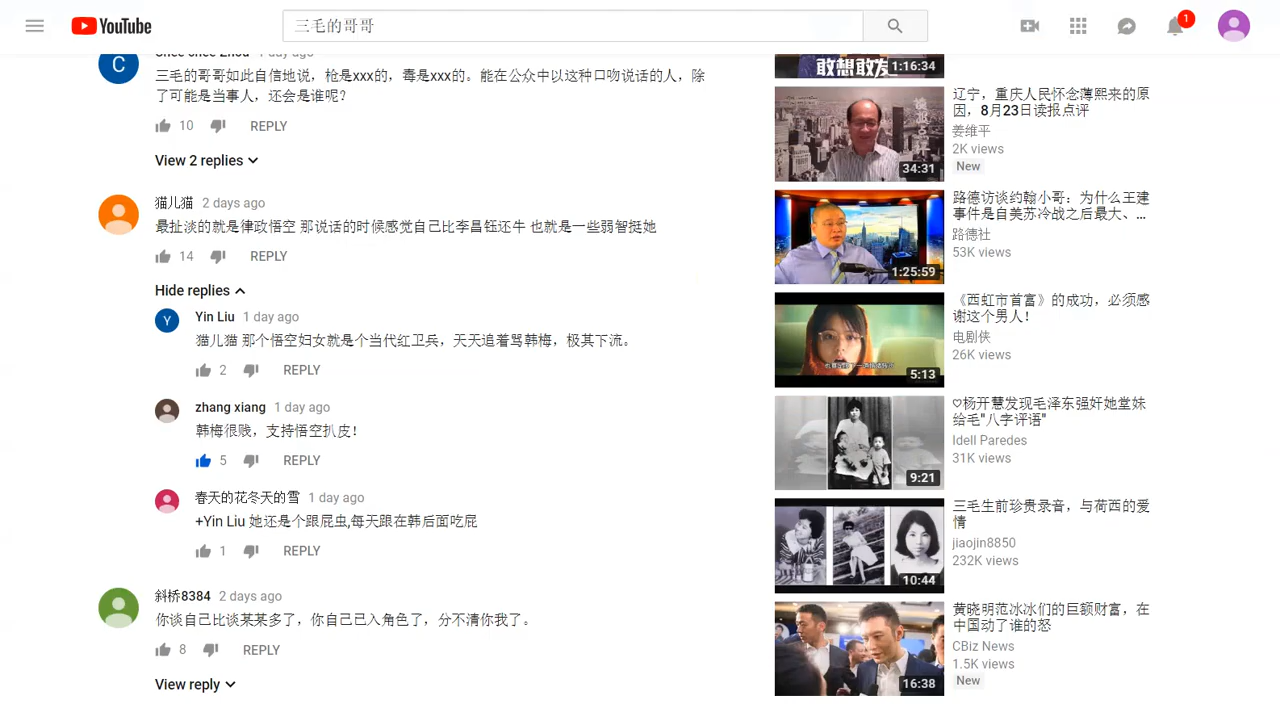 YouTube
三毛的哥哥
1
C
1 day ago
三毛的哥哥如此自信地说，枪是xxx的，毒是xxx的。能在公众中以这种口吻说话的人，除
了可能是当事人，还会是谁呢？
10 REPLY
View 2 replies
猫儿猫 2 days ago
最扯淡的就是律政悟空 那说话的时候感觉自己比李昌钰还牛 也就是一些弱智挺她
14 REPLY
Hide replies
Y
Yin Liu 1 day ago
猫儿猫 那个悟空妇女就是个当代红卫兵，天天追着骂韩梅，极其下流。
2 REPLY
zhang xiang 1 day ago
韩梅很贱，支持悟空扒皮！
5 REPLY
春天的花冬天的雪 1 day ago
+Yin Liu 她还是个跟屁虫,每天跟在韩后面吃屁
1 REPLY
斜桥8384 2 days ago
你谈自己比谈某某多了，你自己已入角色了，分不清你我了。
8 REPLY
View reply
敢想敢发
1:16:34
34:31
辽宁，重庆人民怀念薄熙来的原
因，8月23日读报点评
姜维平
2K views
New
1:25:59
路德访谈约翰小哥：为什么王建
事件是自美苏冷战之后最大、...
路德社
53K views
5:13
《西虹市首富》的成功，必须感
谢这个男人！
电影侠
26K views
9:21
♡杨开慧发现毛泽东强奸她堂妹
给毛"八字评语"
Idell Paredes
31K views
10:44
三毛生前珍贵录音，与荷西的爱
情
jiaojin8850
232K views
16:38
黄晓明范冰冰们的巨额财富，在
中国动了谁的怒
CBiz News
1.5K views
New